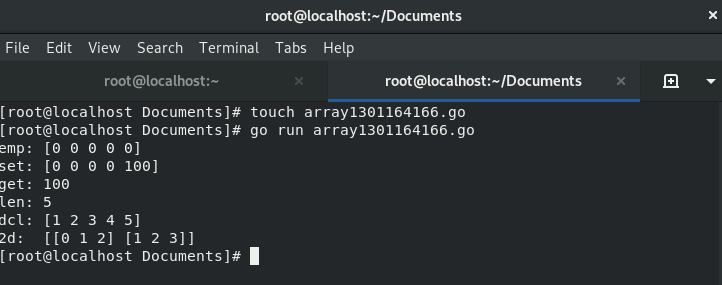 root@localhost:~/Documents
File Edit View Search Terminal Tabs Help
root@localhost:~ × root@localhost:~/Documents ×
[root@localhost Documents]# touch array1301164166.go
[root@localhost Documents]# go run array1301164166.go
emp: [0 0 0 0 0]
set: [0 0 0 0 100]
get: 100
len: 5
dcl: [1 2 3 4 5]
2d:  [[0 1 2] [1 2 3]]
[root@localhost Documents]#